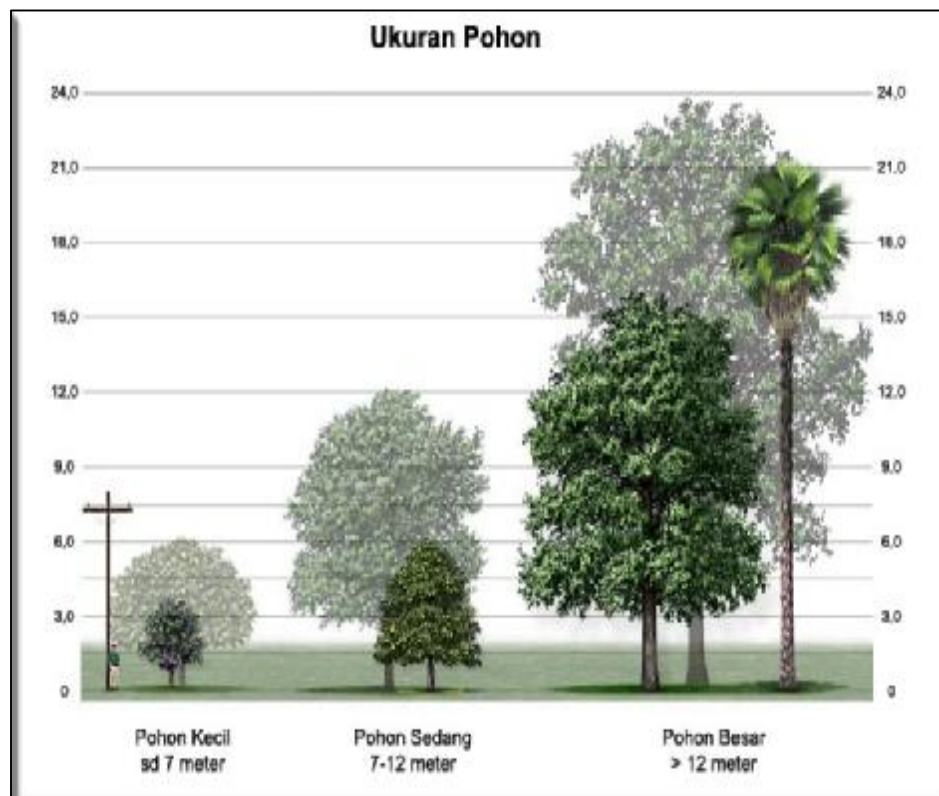 Ukuran Pohon
24,0 24,0
21,0 21,0
18,0 18,0
15,0 15,0
12,0 12,0
9,0 9,0
6,0 6,0
3,0 3,0
0 0
Pohon Kecil
sd 7 meter
Pohon Sedang
7-12 meter
Pohon Besar
> 12 meter